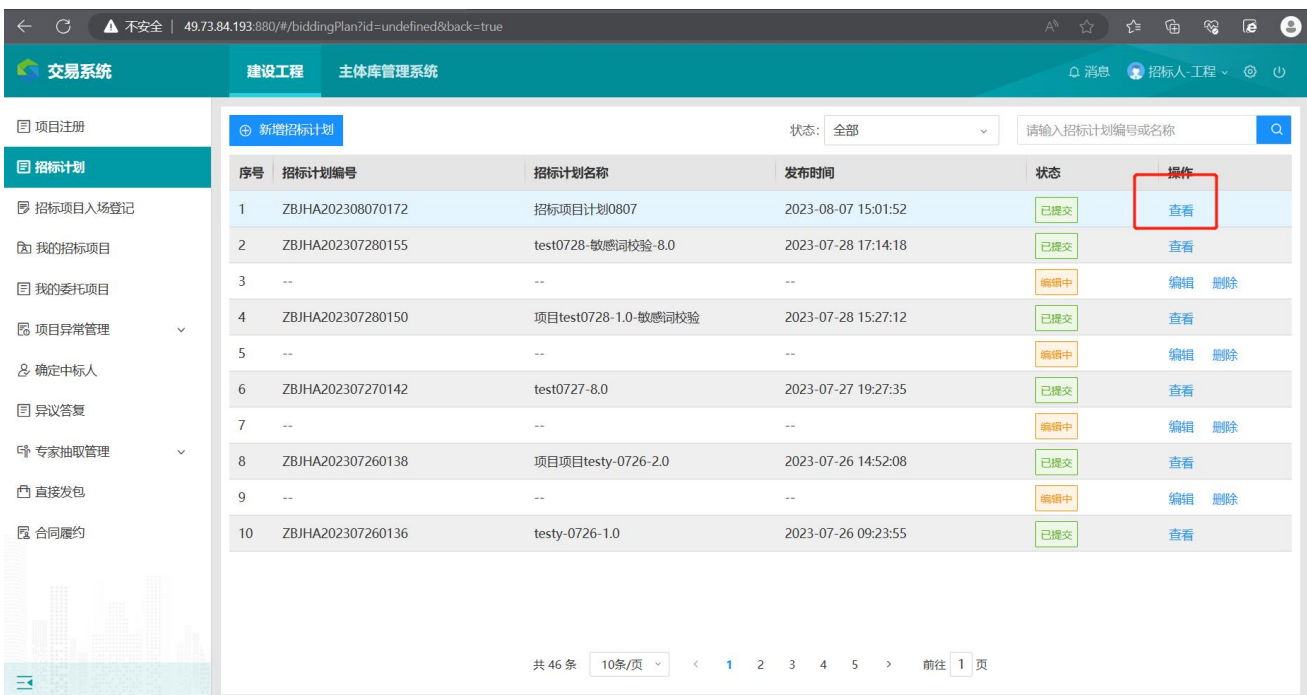 不安全 | 49.73.84.193:880/#/biddingPlan?id=undefined&back=true
交易系统 建设工程 主体库管理系统 消息 招标人-工程
项目注册
招标计划
招标项目入场登记
我的招标项目
我的委托项目
项目异常管理
确定中标人
异议答复
专家抽取管理
直接发包
合同履约
新增招标计划 状态: 全部 请输入招标计划编号或名称
序号 招标计划编号 招标计划名称 发布时间 状态 操作
1 ZBJHA202308070172 招标项目计划0807 2023-08-07 15:01:52 已提交 查看
2 ZBJHA202307280155 test0728-敏感词校验-8.0 2023-07-28 17:14:18 已提交 查看
3 -- -- -- 编辑中 编辑 删除
4 ZBJHA202307280150 项目test0728-1.0-敏感词校验 2023-07-28 15:27:12 已提交 查看
5 -- -- -- 编辑中 编辑 删除
6 ZBJHA202307270142 test0727-8.0 2023-07-27 19:27:35 已提交 查看
7 -- -- -- 编辑中 编辑 删除
8 ZBJHA202307260138 项目项目testy-0726-2.0 2023-07-26 14:52:08 已提交 查看
9 -- -- -- 编辑中 编辑 删除
10 ZBJHA202307260136 testy-0726-1.0 2023-07-26 09:23:55 已提交 查看
共 46 条 10条/页 < 1 2 3 4 5 > 前往 1 页